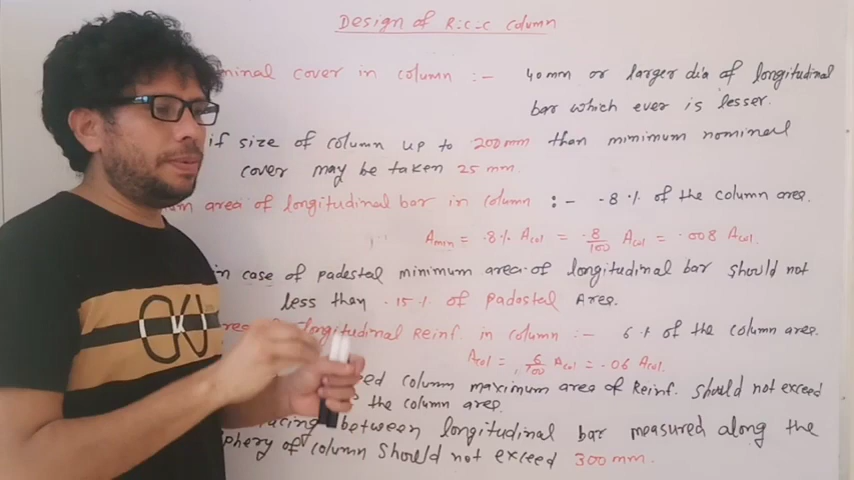 Design of R.C.C column
minal cover in column :- 40mm or larger dia of longitudinal
bar which ever is lesser.
if size of column up to 200mm than minimum nominal
cover may be taken 25 mm.
um area of longitudinal bar in column :- .8 % of the column area.
Amin = .8% Acol = .8/100 Acol = .008 Acol.
in case of padestal minimum area of longitudinal bar should not
less then .15 % of padestal Area.
longitudinal Reinf in column :- 6 % of the column area.
Acol = 6/100 Acol = .06 Acol.
ed column maximum area of Reinf. should not exceed
the column area.
acing between longitudinal bar measured along the
phery of column should not exceed 300mm.
CKJ